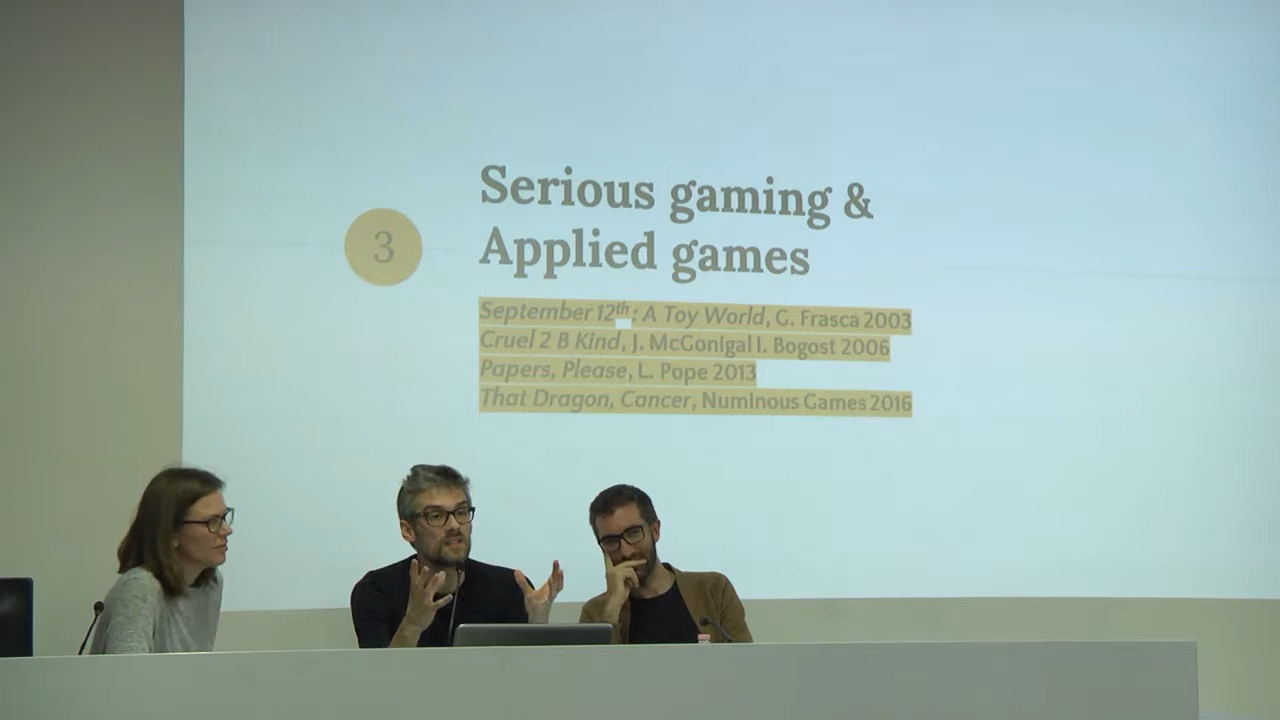 3
Serious gaming &
Applied games
September 12th: A Toy World, G. Frasca 2003
Cruel 2 B Kind, J. McGonigal I. Bogost 2006
Papers, Please, L. Pope 2013
That Dragon, Cancer, Numinous Games 2016